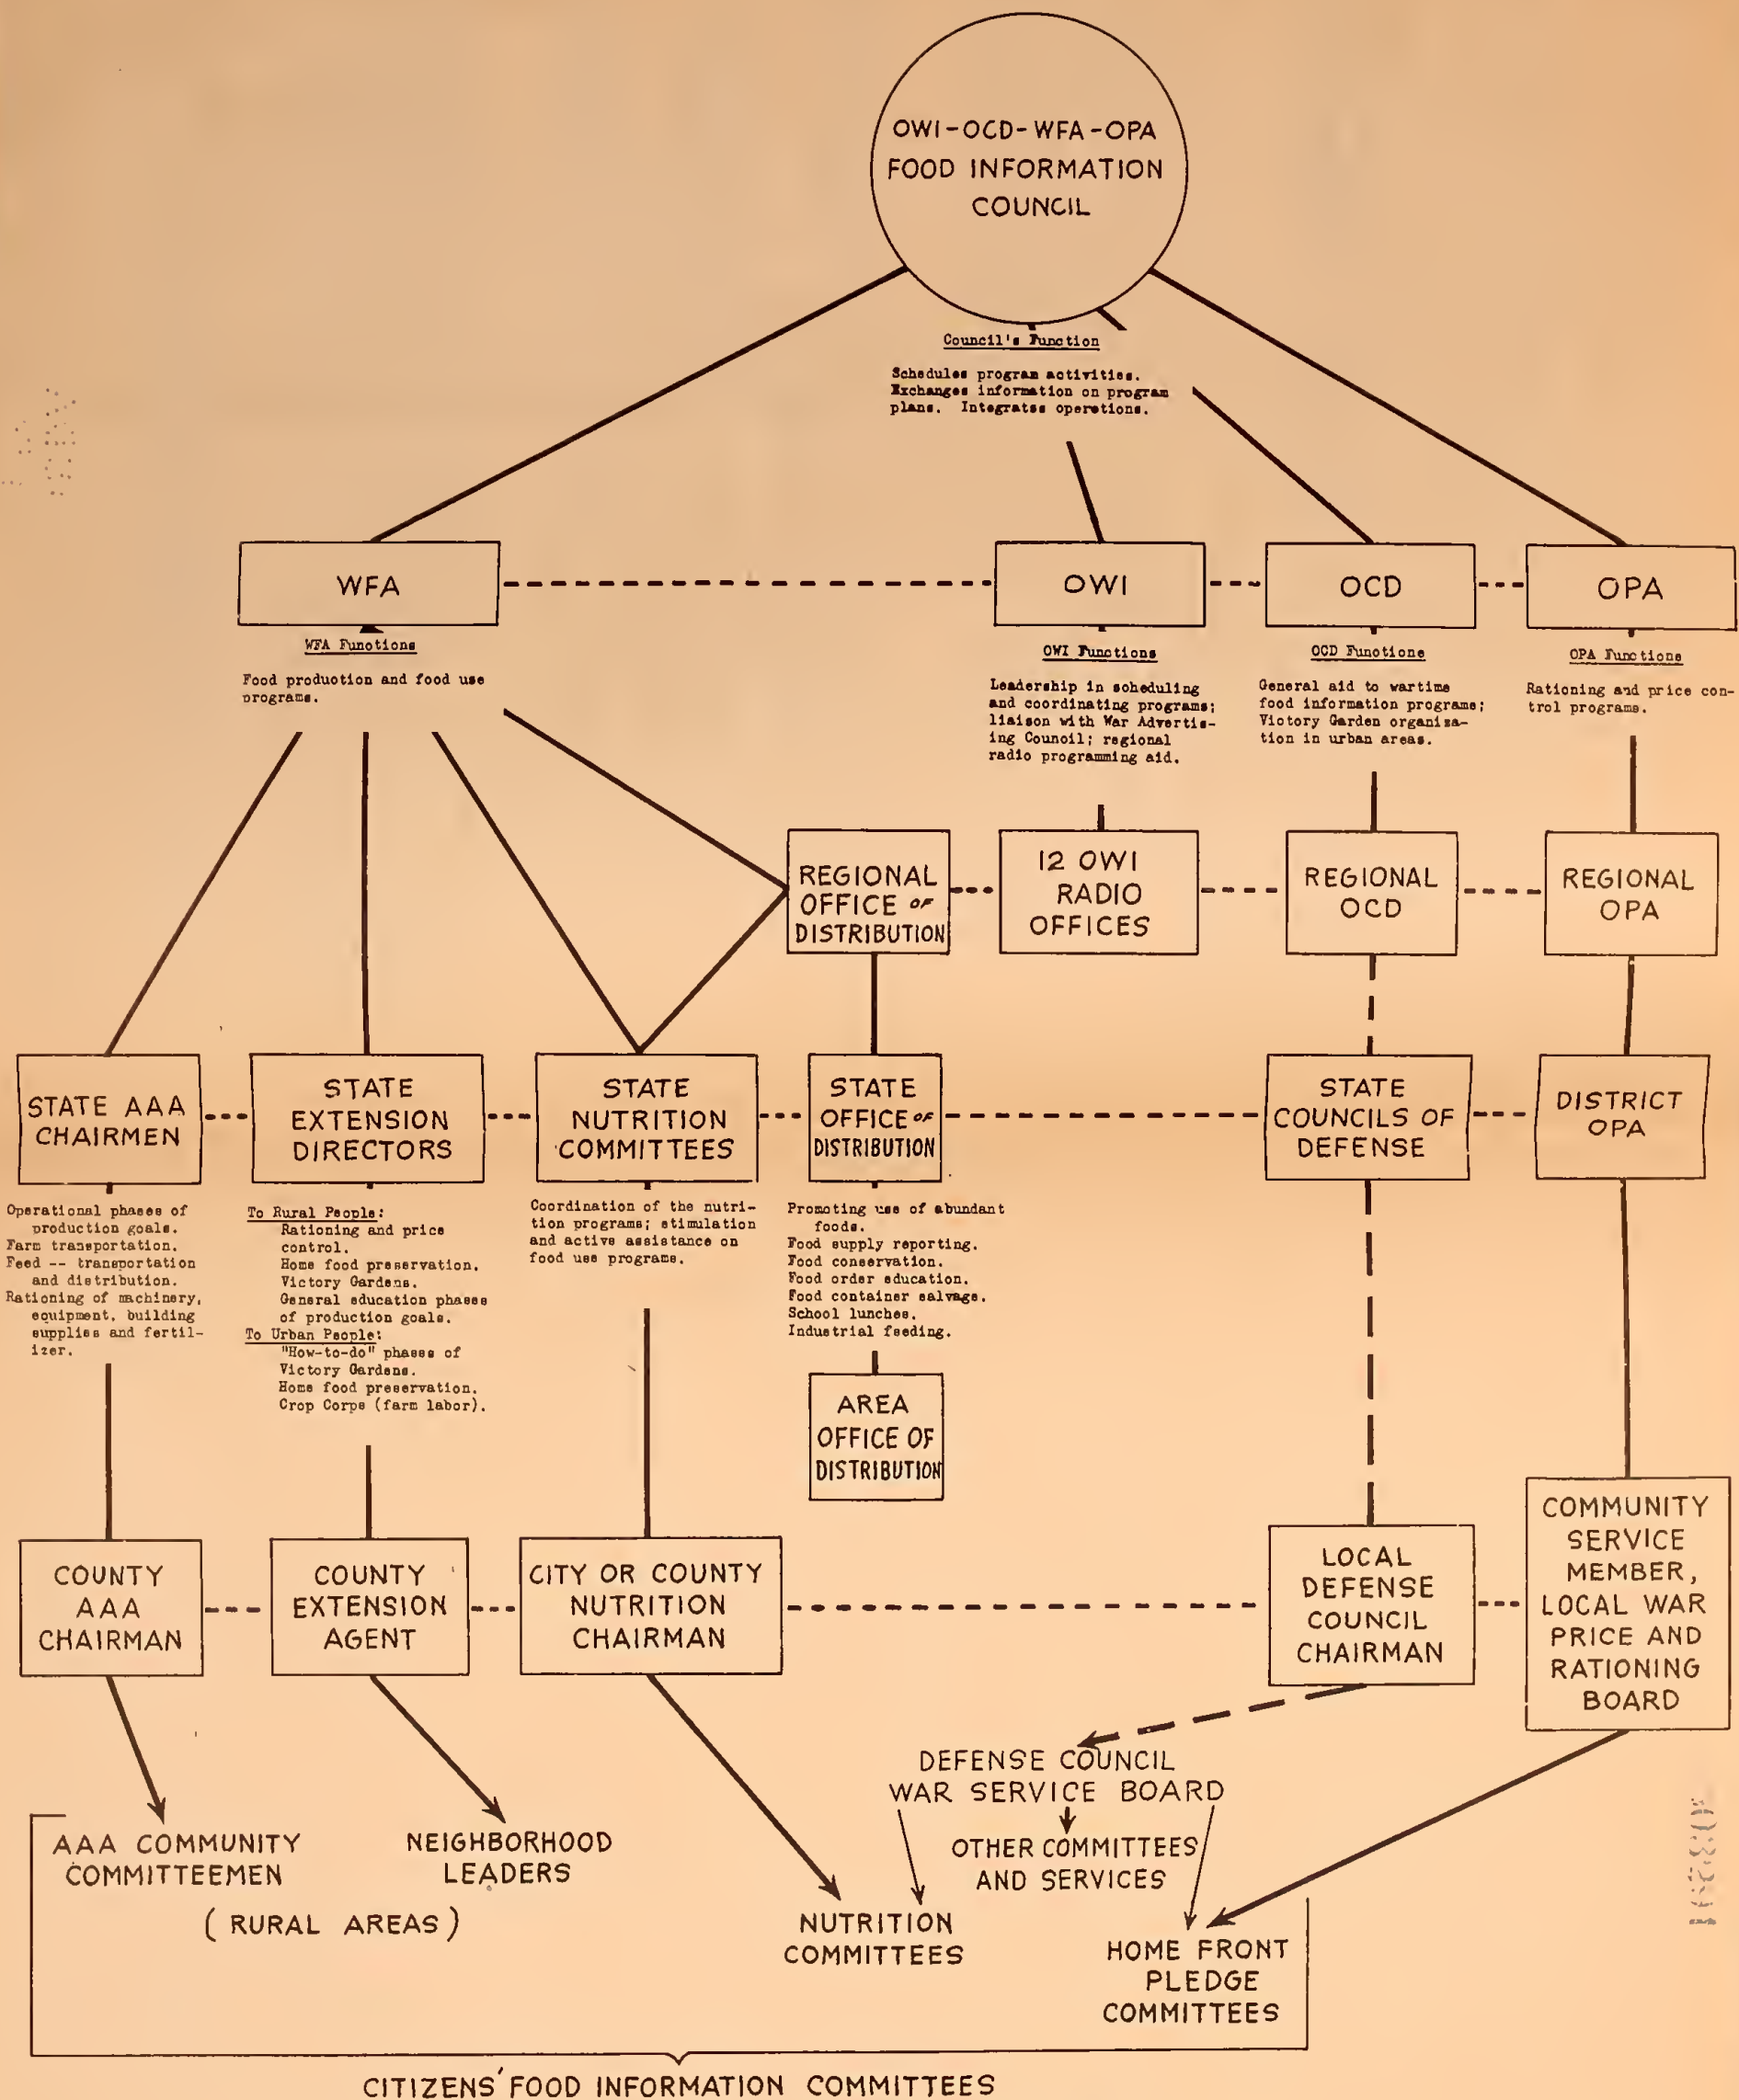 OWI-OCD-WFA-OPA
FOOD INFORMATION
COUNCIL
Council's Function
Schedules program activities.
Exchanges information on program
plans. Integrates operations.
WFA
OWI
OCD
OPA
WFA Functions
Food production and food use
programs.
OWI Functions
Leadership in scheduling
and coordinating programs;
liaison with War Advertis-
ing Council; regional
radio programming aid.
OCD Functions
General aid to wartime
food information programs;
Victory Garden organiza-
tion in urban areas.
OPA Functions
Rationing and price con-
trol programs.
REGIONAL
OFFICE OF
DISTRIBUTION
12 OWI
RADIO
OFFICES
REGIONAL
OCD
REGIONAL
OPA
STATE AAA
CHAIRMEN
STATE
EXTENSION
DIRECTORS
STATE
NUTRITION
COMMITTEES
STATE
OFFICE OF
DISTRIBUTION
STATE
COUNCILS OF
DEFENSE
DISTRICT
OPA
Operational phases of
production goals.
Farm transportation.
Feed -- transportation
and distribution.
Rationing of machinery,
equipment, building
supplies and fertil-
izer.
To Rural People:
Rationing and price
control.
Home food preservation.
Victory Gardens.
General education phases
of production goals.
To Urban People:
"How-to-do" phases of
Victory Gardens.
Home food preservation.
Crop Corps (farm labor).
Coordination of the nutri-
tion programs; stimulation
and active assistance on
food use programs.
Promoting use of abundant
foods.
Food supply reporting.
Food conservation.
Food order education.
Food container salvage.
School lunches.
Industrial feeding.
AREA
OFFICE OF
DISTRIBUTION
COUNTY
AAA
CHAIRMAN
COUNTY
EXTENSION
AGENT
CITY OR COUNTY
NUTRITION
CHAIRMAN
LOCAL
DEFENSE
COUNCIL
CHAIRMAN
COMMUNITY
SERVICE
MEMBER,
LOCAL WAR
PRICE AND
RATIONING
BOARD
DEFENSE COUNCIL
WAR SERVICE BOARD
OTHER COMMITTEES
AND SERVICES
AAA COMMUNITY
COMMITTEEMEN
NEIGHBORHOOD
LEADERS
(RURAL AREAS)
NUTRITION
COMMITTEES
HOME FRONT
PLEDGE
COMMITTEES
CITIZENS' FOOD INFORMATION COMMITTEES